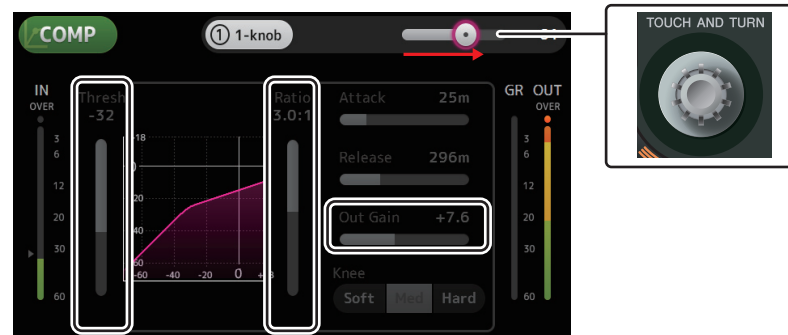 COMP
① 1-knob
TOUCH AND TURN
IN
OVER
3
6
12
20
30
60
Thresh
-32
-18
0
20
60
-60 -40 -20 0
Ratio
3.0:1
Attack 25m
Release 296m
Out Gain +7.6
Knee
Soft Med Hard
GR OUT
OVER
3
6
12
20
30
60